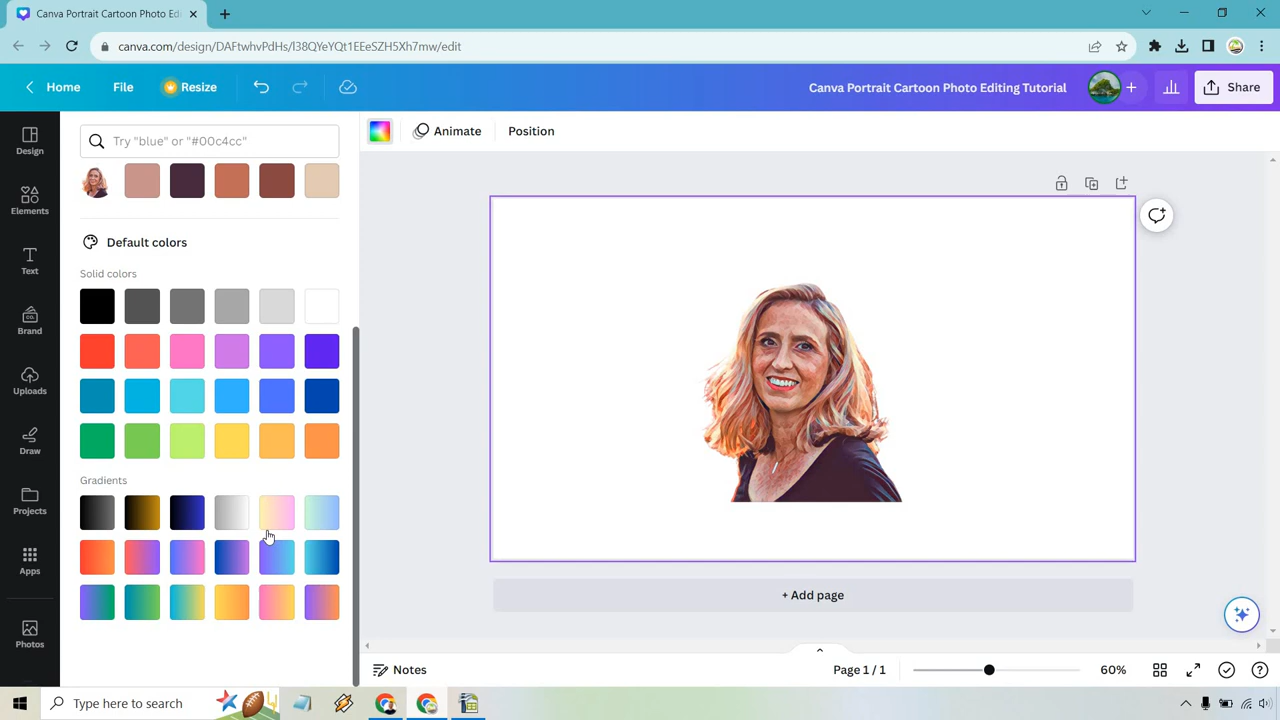 Canva Portrait Cartoon Photo Edi
canva.com/design/DAFtwhvPdHs/l38QYeYQt1EEeSZH5Xh7mw/edit
Home
File
Resize
Canva Portrait Cartoon Photo Editing Tutorial
Share
Design
Elements
Text
Brand
Uploads
Draw
Projects
Apps
Photos
Try "blue" or "#00c4cc"
Default colors
Solid colors
Gradients
Animate
Position
+ Add page
Notes
Page 1 / 1
60%
Type here to search